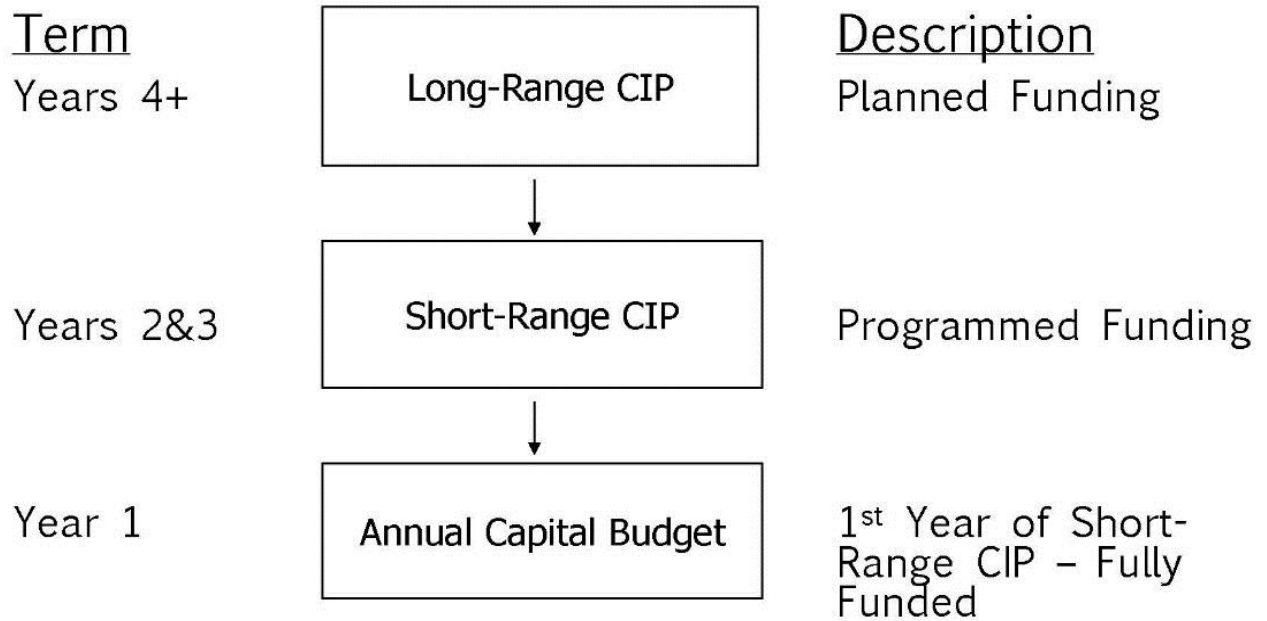 Term
Description
Years 4+
Long-Range CIP
Planned Funding
Years 2&3
Short-Range CIP
Programmed Funding
Year 1
Annual Capital Budget
1st Year of Short-
Range CIP – Fully
Funded